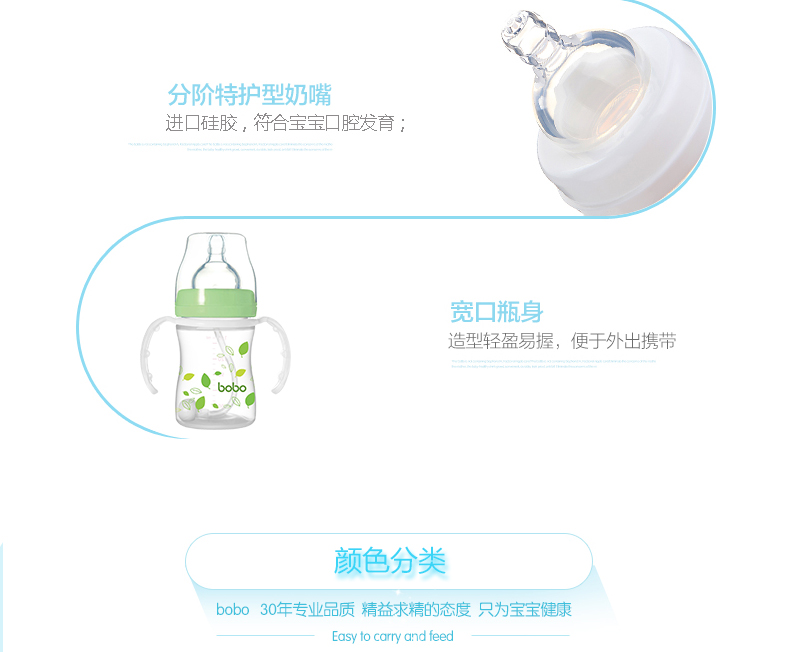 分阶特护型奶嘴
进口硅胶，符合宝宝口腔发育；
宽口瓶身
造型轻盈易握，便于外出携带
bobo
颜色分类
bobo 30年专业品质 精益求精的态度 只为宝宝健康
Easy to carry and feed